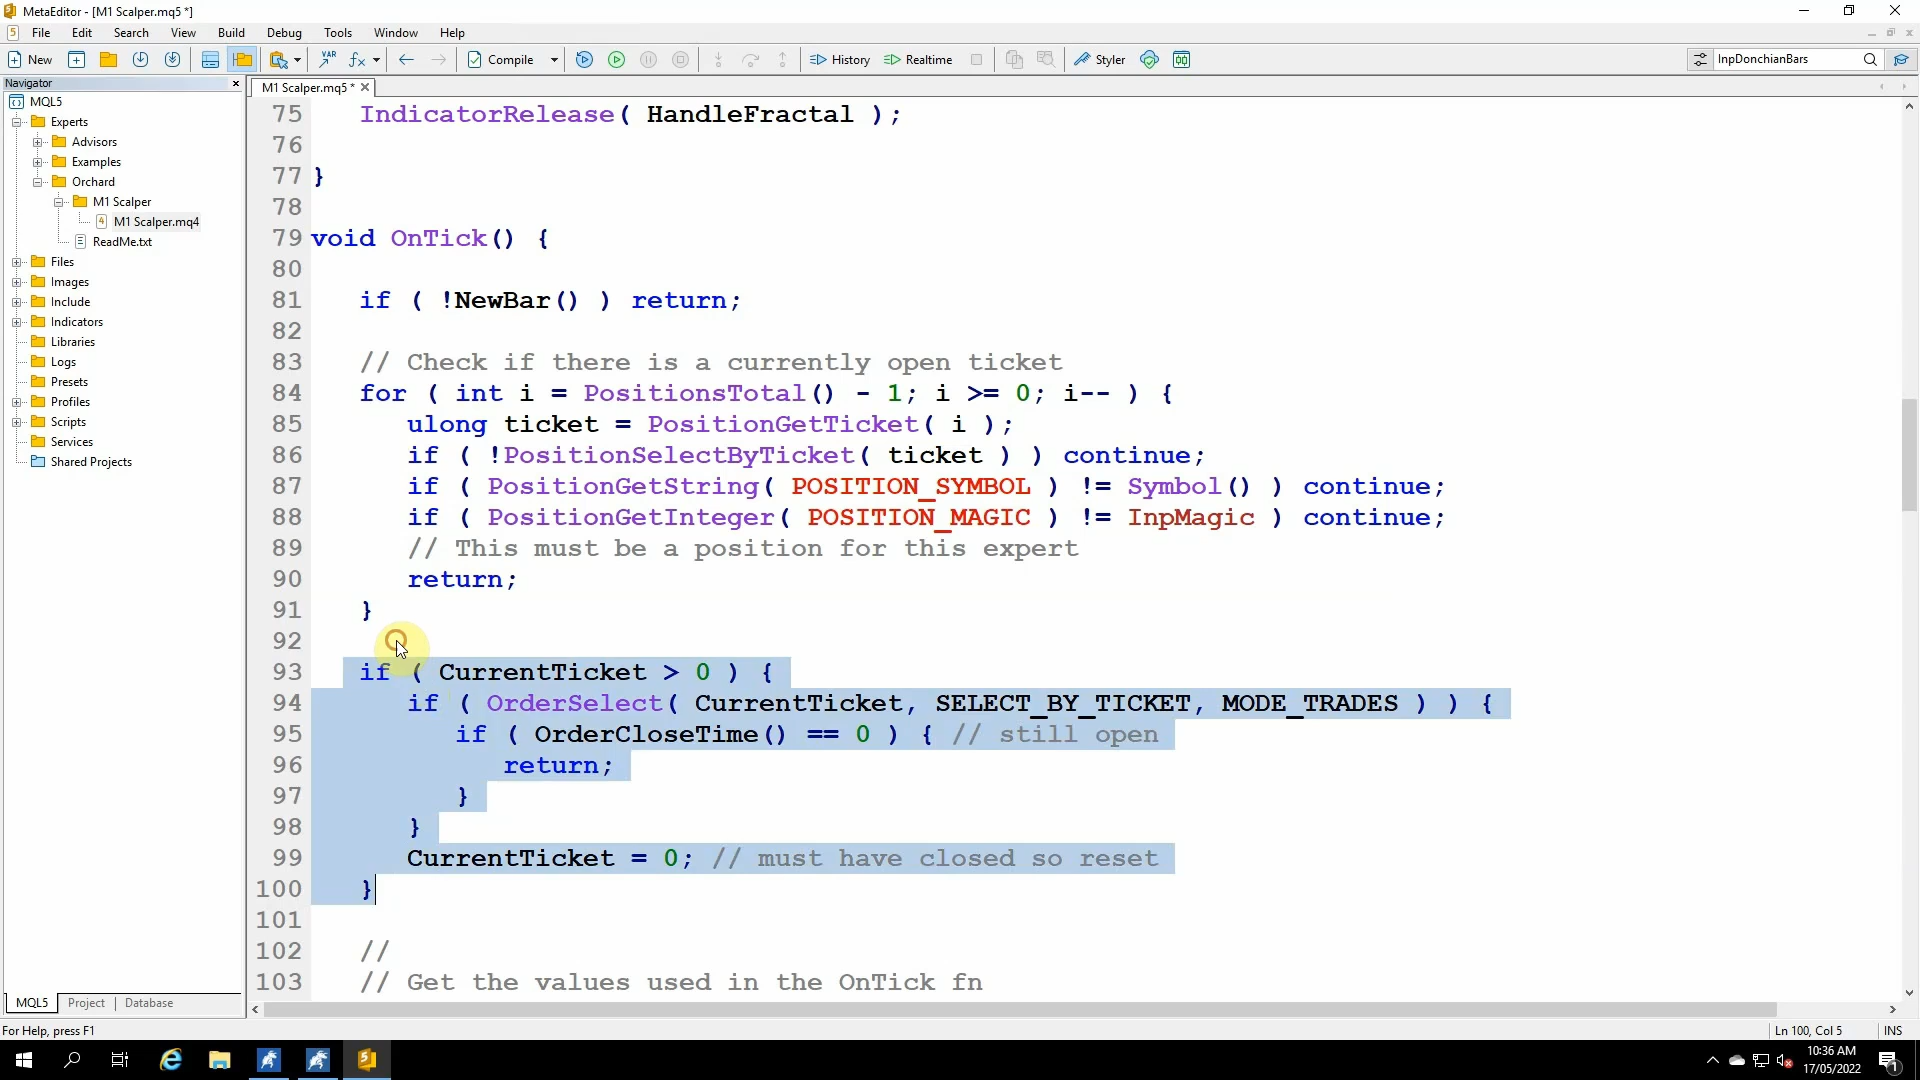 MetaEditor - [M1 Scalper.mq5 *]
File Edit Search View Build Debug Tools Window Help
New Compile History Realtime Styler InpDonchianBars
Navigator
M1 Scalper.mq5 *
MQL5
Experts
Advisors
Examples
Orchard
M1 Scalper
M1 Scalper.mq4
ReadMe.txt
Files
Images
Include
Indicators
Libraries
Logs
Presets
Profiles
Scripts
Services
Shared Projects
MQL5 Project Database
75 IndicatorRelease( HandleFractal );
76
77 }
78
79 void OnTick() {
80
81 if ( !NewBar() ) return;
82
83 // Check if there is a currently open ticket
84 for ( int i = PositionsTotal() - 1; i >= 0; i-- ) {
85 ulong ticket = PositionGetTicket( i );
86 if ( !PositionSelectByTicket( ticket ) ) continue;
87 if ( PositionGetString( POSITION_SYMBOL ) != Symbol() ) continue;
88 if ( PositionGetInteger( POSITION_MAGIC ) != InpMagic ) continue;
89 // This must be a position for this expert
90 return;
91 }
92
93 if ( CurrentTicket > 0 ) {
94 if ( OrderSelect( CurrentTicket, SELECT_BY_TICKET, MODE_TRADES ) ) {
95 if ( OrderCloseTime() == 0 ) { // still open
96 return;
97 }
98 }
99 CurrentTicket = 0; // must have closed so reset
100 }
101
102 //
103 // Get the values used in the OnTick fn
For Help, press F1
Ln 100, Col 5 INS
10:36 AM
17/05/2022